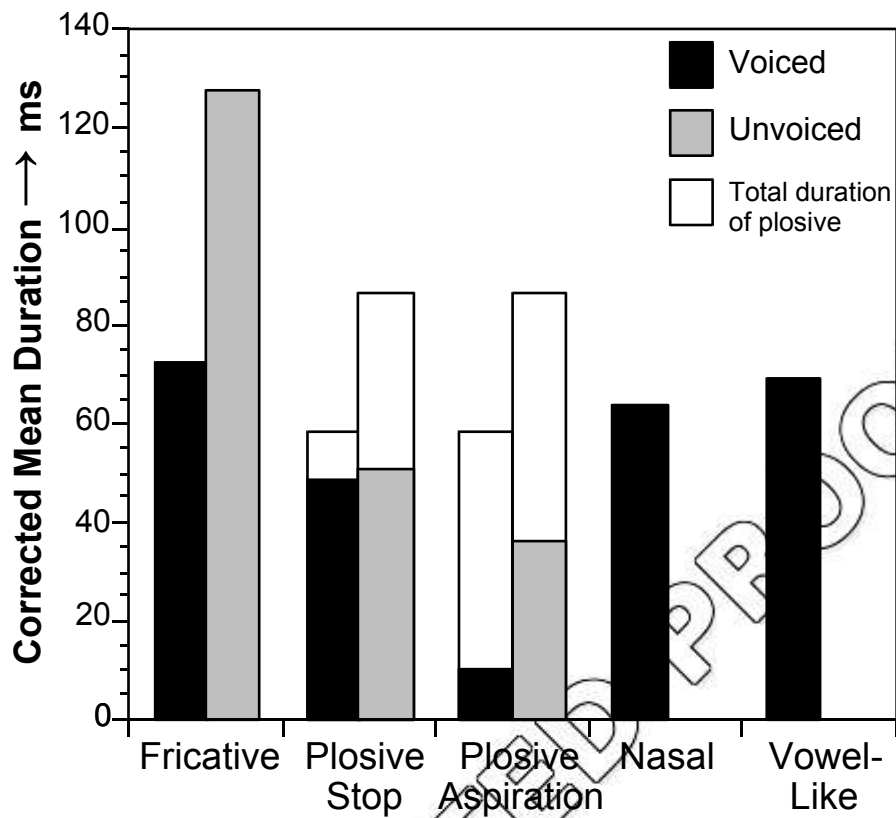 Corrected Mean Duration → ms
140
120
100
80
60
40
20
0
Voiced
Unvoiced
Total duration
of plosive
Fricative
Plosive
Stop
Plosive
Aspiration
Nasal
Vowel-
Like